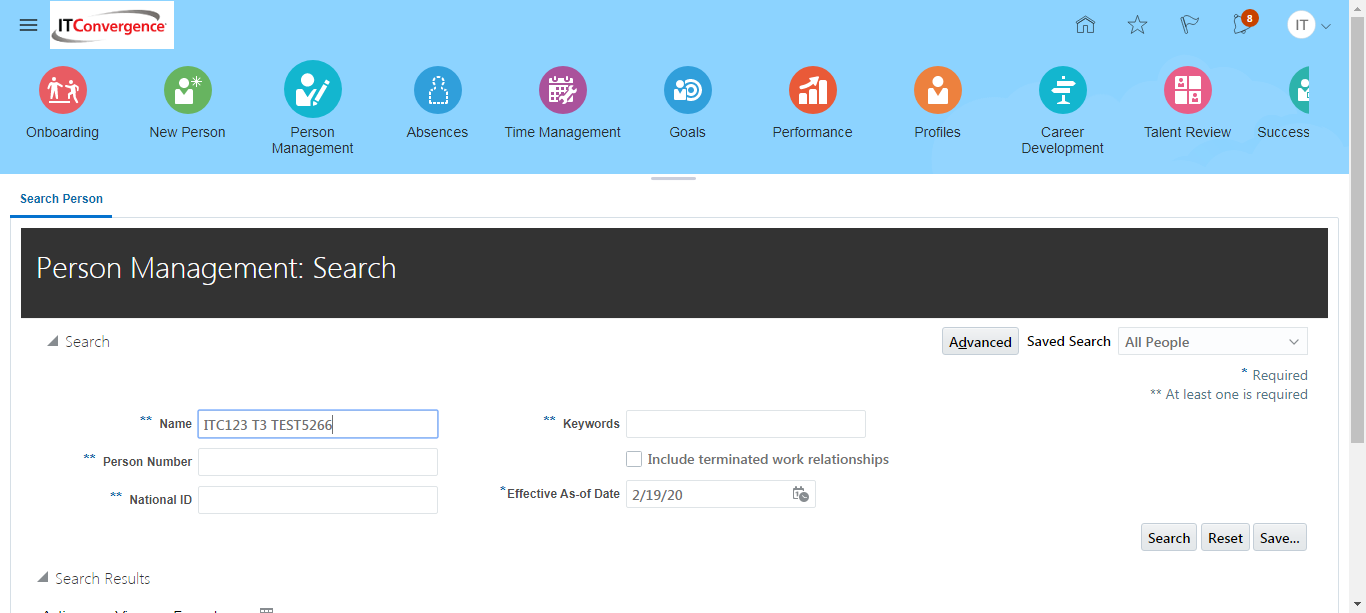 ITConvergence
8
IT
Onboarding
New Person
Person Management
Absences
Time Management
Goals
Performance
Profiles
Career Development
Talent Review
Success
Search Person
Person Management: Search
Search
Advanced
Saved Search
All People
* Required
** At least one is required
** Name
ITC123 T3 TEST5266
** Keywords
** Person Number
Include terminated work relationships
** National ID
*Effective As-of Date
2/19/20
Search
Reset
Save...
Search Results